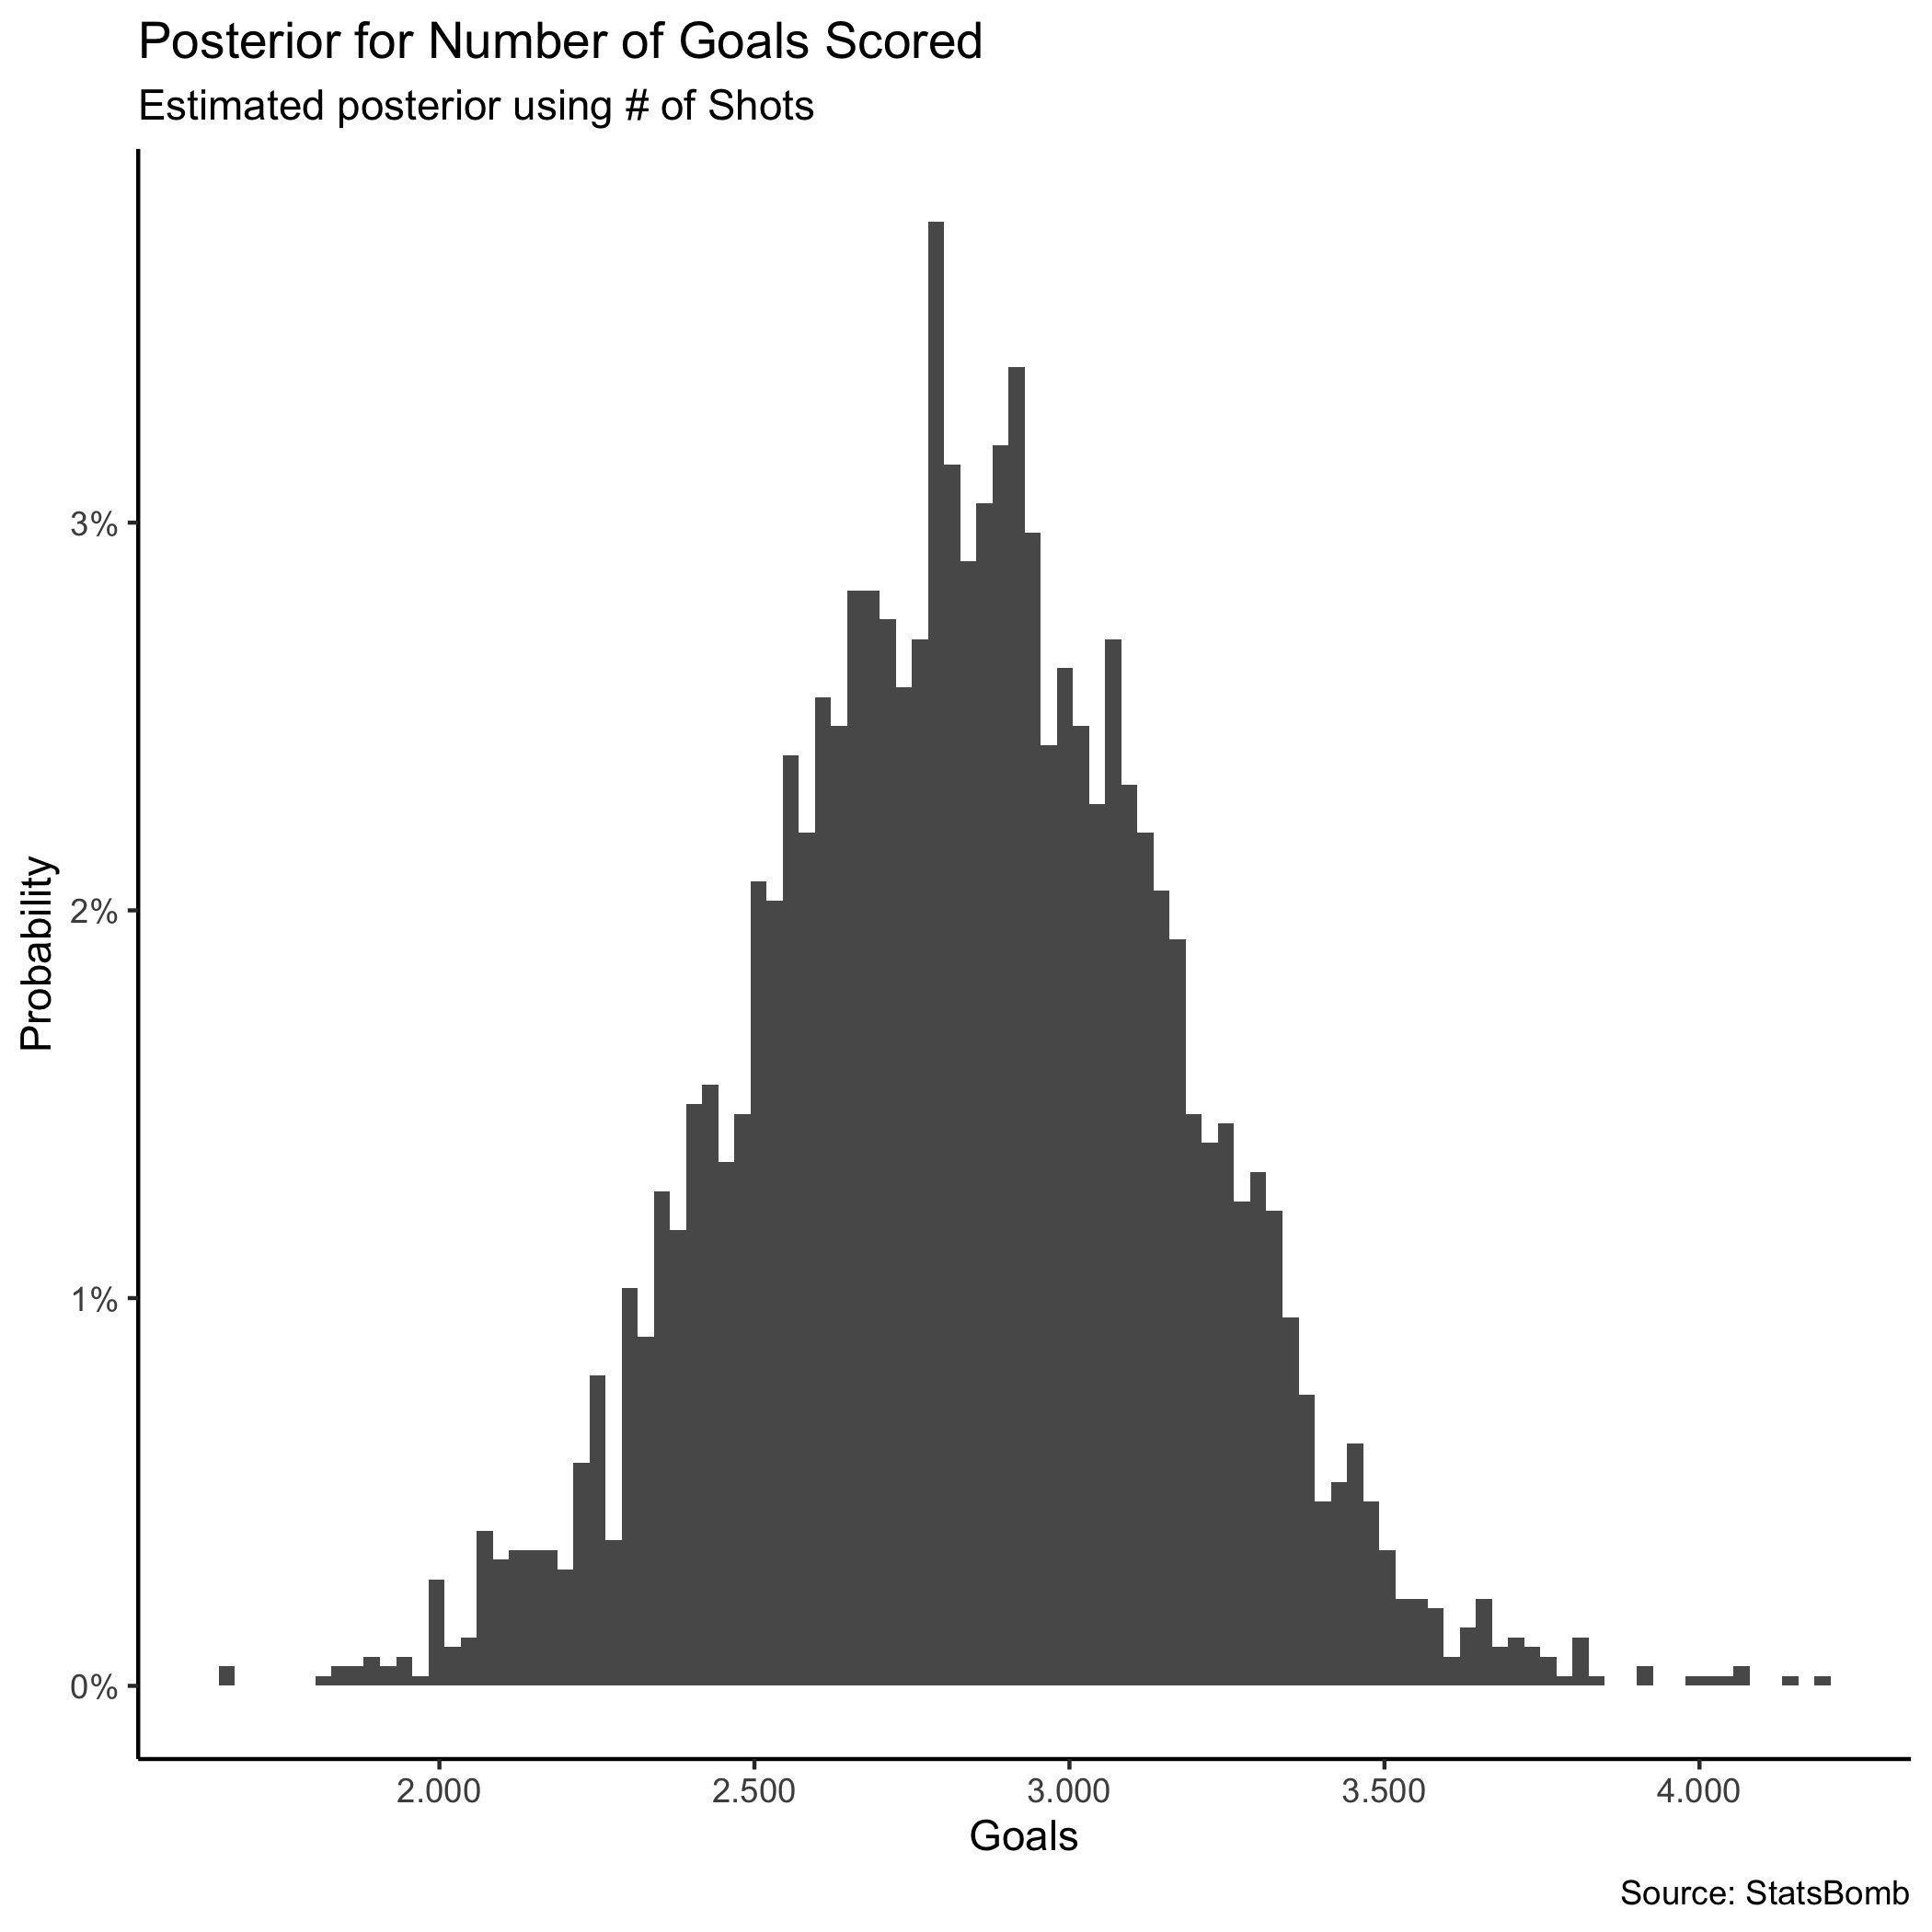 Posterior for Number of Goals Scored
Estimated posterior using # of Shots
3%
2%
1%
0%
Probability
2.000
2.500
3.000
3.500
4.000
Goals
Source: StatsBomb